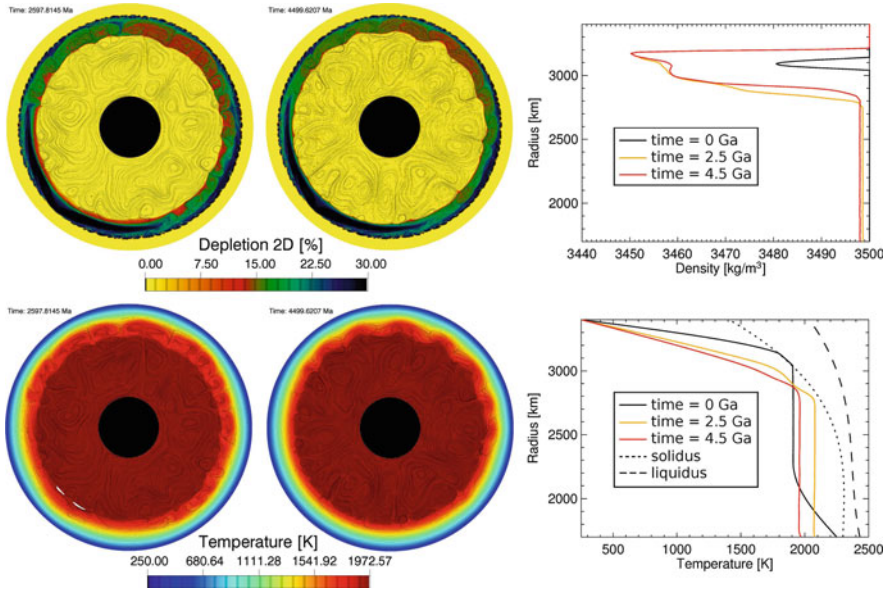 Time: 2597.8145 Ma
Time: 4499.6207 Ma
Depletion 2D [%]
0.00 7.50 15.00 22.50 30.00
Radius [km]
3000
2500
2000
time = 0 Ga
time = 2.5 Ga
time = 4.5 Ga
3440 3450 3460 3470 3480 3490 3500
Density [kg/m³]
Time: 2597.8145 Ma
Time: 4499.6207 Ma
Temperature [K]
250.00 680.64 1111.28 1541.92 1972.57
Radius [km]
3000
2500
2000
time = 0 Ga
time = 2.5 Ga
time = 4.5 Ga
solidus
liquidus
500 1000 1500 2000 2500
Temperature [K]